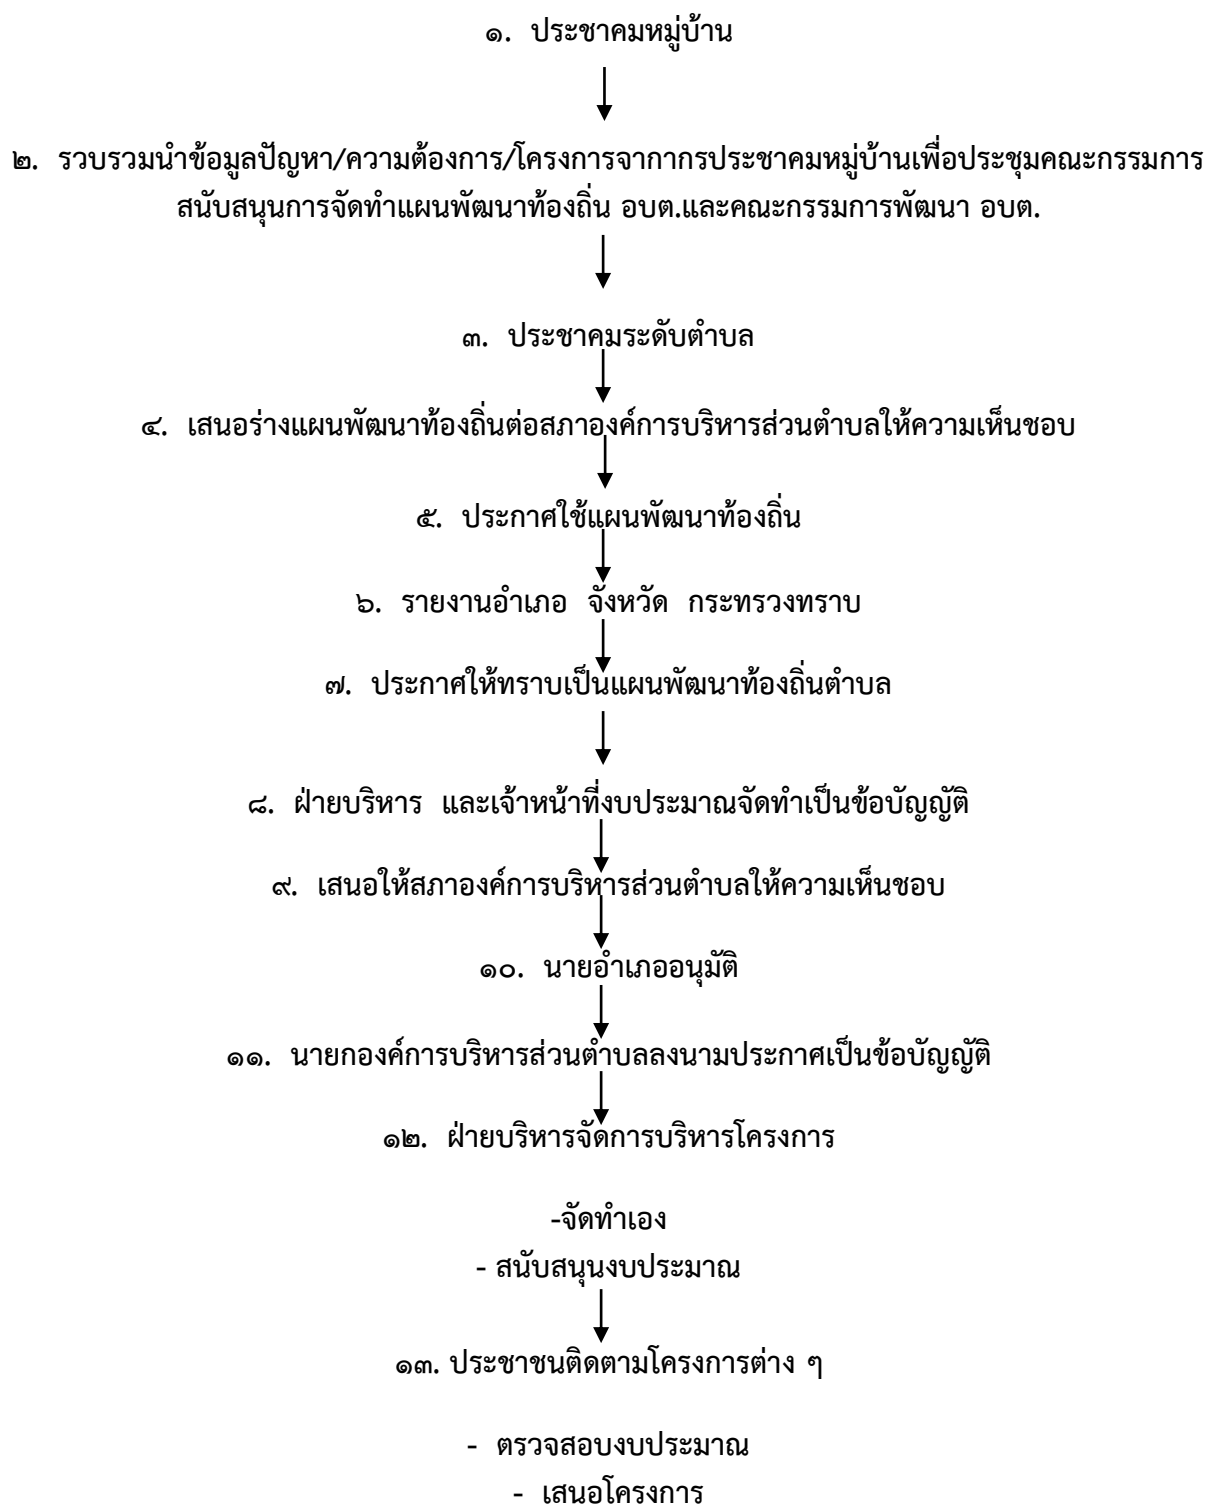 ๑. ประชาคมหมู่บ้าน
๒. รวบรวมนำข้อมูลปัญหา/ความต้องการ/โครงการจากากรประชาคมหมู่บ้านเพื่อประชุมคณะกรรมการ
สนับสนุนการจัดทำแผนพัฒนาท้องถิ่น อบต.และคณะกรรมการพัฒนา อบต.
๓. ประชาคมระดับตำบล
๔. เสนอร่างแผนพัฒนาท้องถิ่นต่อสภาองค์การบริหารส่วนตำบลให้ความเห็นชอบ
๕. ประกาศใช้แผนพัฒนาท้องถิ่น
๖. รายงานอำเภอ จังหวัด กระทรวงทราบ
๗. ประกาศให้ทราบเป็นแผนพัฒนาท้องถิ่นตำบล
๘. ฝ่ายบริหาร และเจ้าหน้าที่งบประมาณจัดทำเป็นข้อบัญญัติ
๙. เสนอให้สภาองค์การบริหารส่วนตำบลให้ความเห็นชอบ
๑๐. นายอำเภออนุมัติ
๑๑. นายกองค์การบริหารส่วนตำบลลงนามประกาศเป็นข้อบัญญัติ
๑๒. ฝ่ายบริหารจัดการบริหารโครงการ
-จัดทำเอง
- สนับสนุนงบประมาณ
๑๓. ประชาชนติดตามโครงการต่าง ๆ
- ตรวจสอบงบประมาณ
- เสนอโครงการ